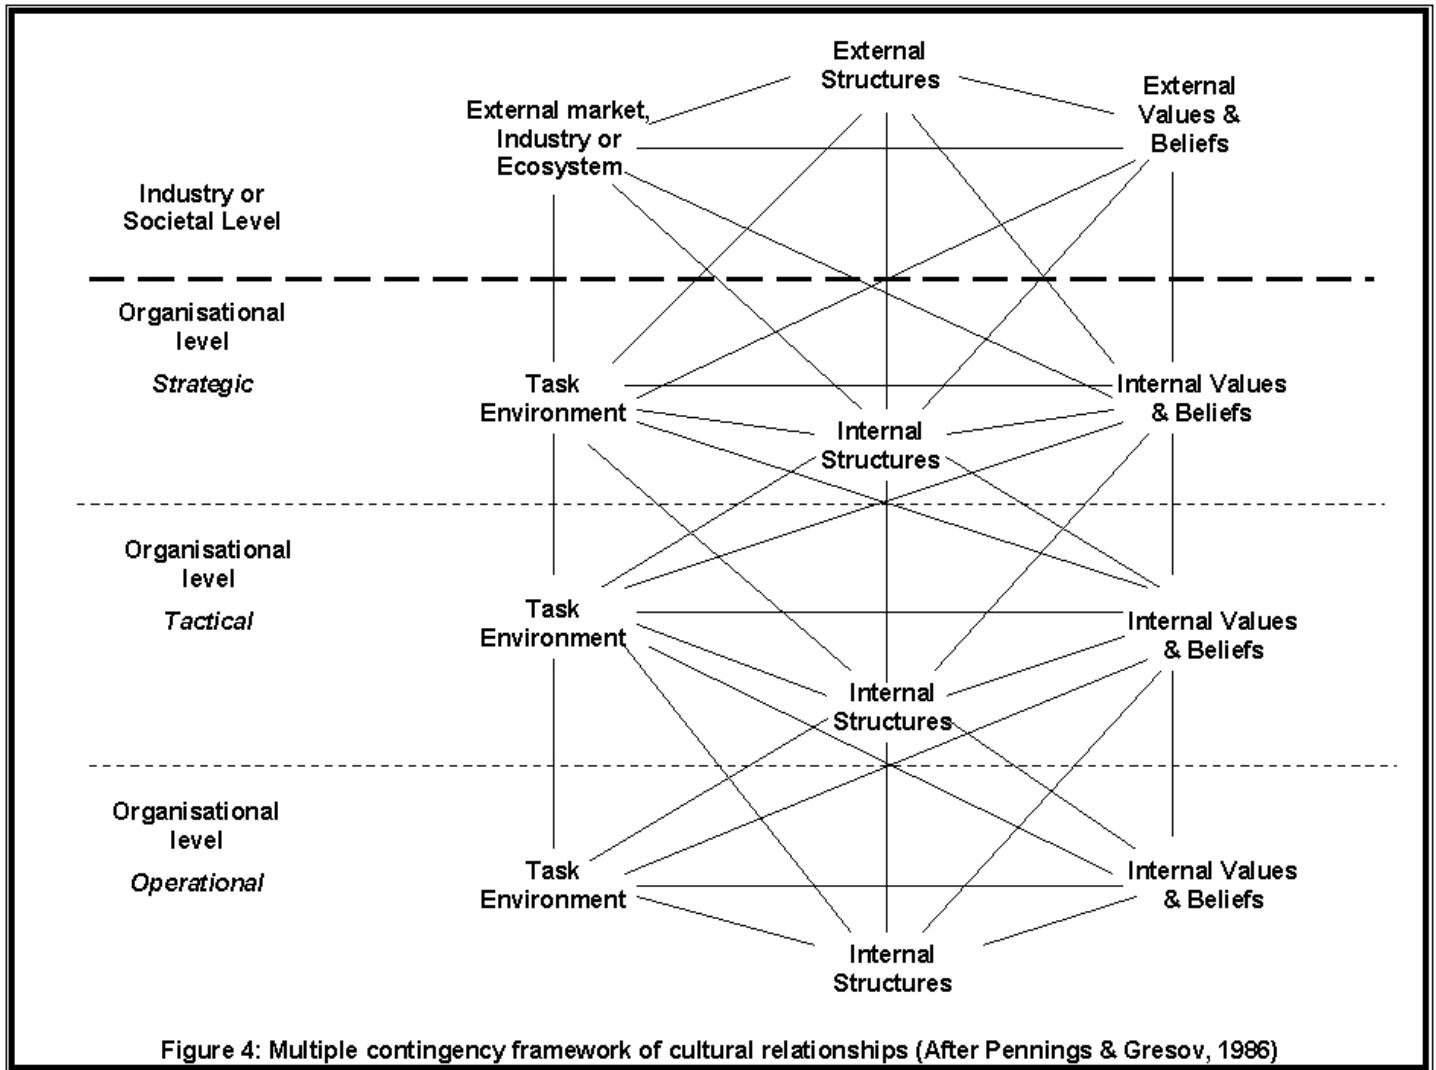 External
Structures
External
Values &
Beliefs
External market,
Industry or
Ecosystem
Industry or
Societal Level
Organisational
level
Strategic
Task
Environment
Internal Values
& Beliefs
Internal
Structures
Organisational
level
Tactical
Task
Environment
Internal Values
& Beliefs
Internal
Structures
Organisational
level
Operational
Task
Environment
Internal Values
& Beliefs
Internal
Structures
Figure 4: Multiple contingency framework of cultural relationships (After Pennings & Gresov, 1986)